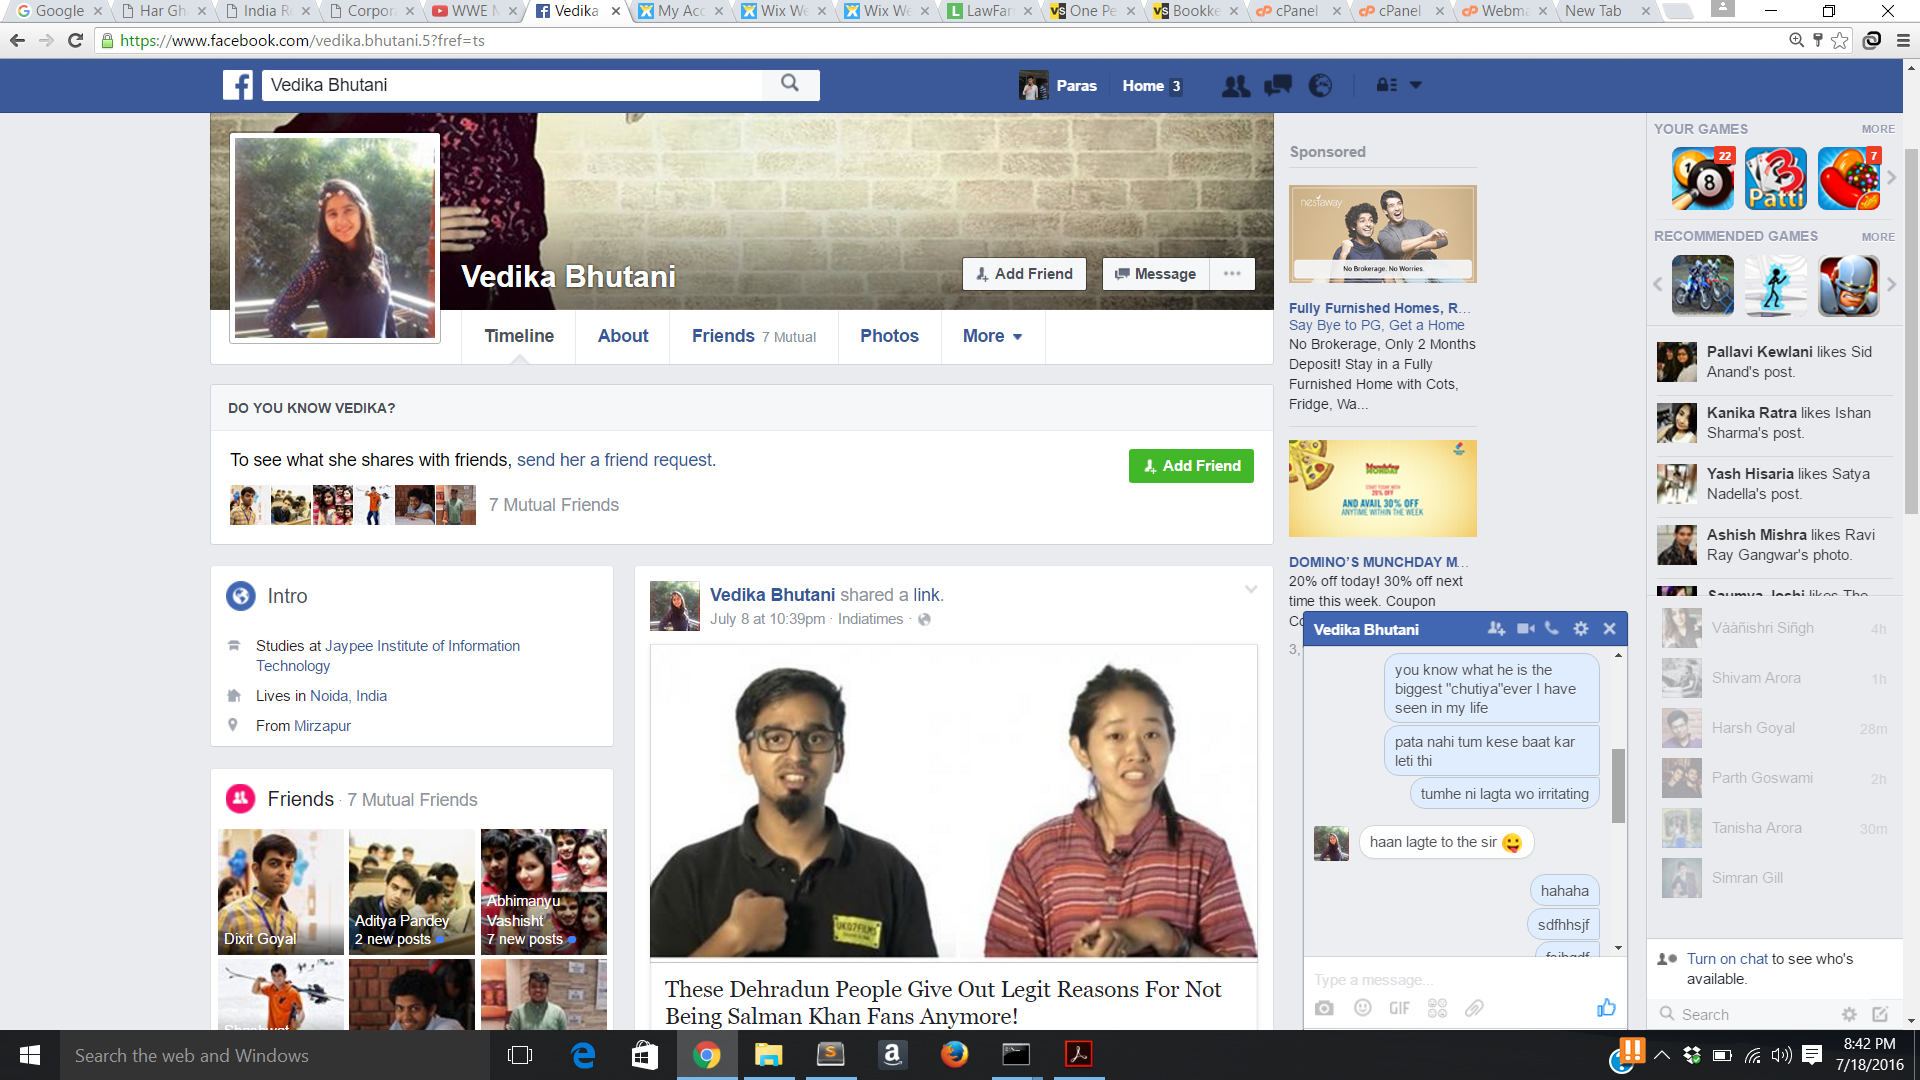 Google
Har Gh
India R
Corpor
WWE N
Vedika
My Acc
Wix We
Wix We
LawFar
One Pe
Bookke
cPanel
cPanel
Webma
New Tab
https://www.facebook.com/vedika.bhutani.5?fref=ts
Vedika Bhutani
Paras
Home 3
Vedika Bhutani
Add Friend
Message
Timeline
About
Friends 7 Mutual
Photos
More
DO YOU KNOW VEDIKA?
To see what she shares with friends, send her a friend request.
Add Friend
7 Mutual Friends
Intro
Studies at Jaypee Institute of Information
Technology
Lives in Noida, India
From Mirzapur
Friends · 7 Mutual Friends
Dixit Goyal
Aditya Pandey
2 new posts
Abhimanyu
Vashisht
7 new posts
Vedika Bhutani shared a link.
July 8 at 10:39pm · Indiatimes ·
UKO7FILMS
These Dehradun People Give Out Legit Reasons For Not
Being Salman Khan Fans Anymore!
Sponsored
nestaway
No Brokerage. No Worries.
Fully Furnished Homes, R...
Say Bye to PG, Get a Home
No Brokerage, Only 2 Months
Deposit! Stay in a Fully
Furnished Home with Cots,
Fridge, Wa...
Munchday
MONDAY
START TODAY WITH
20% OFF
AND AVAIL 30% OFF
ANYTIME WITHIN THE WEEK
DOMINO'S MUNCHDAY M...
20% off today! 30% off next
time this week. Coupon
Co
3,
Vedika Bhutani
you know what he is the
biggest "chutiya"ever I have
seen in my life
pata nahi tum kese baat kar
leti thi
tumhe ni lagta wo irritating
haan lagte to the sir
hahaha
sdfhhsjf
Type a message...
GIF
YOUR GAMES
MORE
22
8
3
Patti
7
RECOMMENDED GAMES
MORE
Pallavi Kewlani likes Sid
Anand's post.
Kanika Ratra likes Ishan
Sharma's post.
Yash Hisaria likes Satya
Nadella's post.
Ashish Mishra likes Ravi
Ray Gangwar's photo.
Saumya Joshi likes The
Vààñishri Siñgh 4h
Shivam Arora 1h
Harsh Goyal 28m
Parth Goswami 2h
Tanisha Arora 30m
Simran Gill
Turn on chat to see who's
available.
Search
Search the web and Windows
8:42 PM
7/18/2016